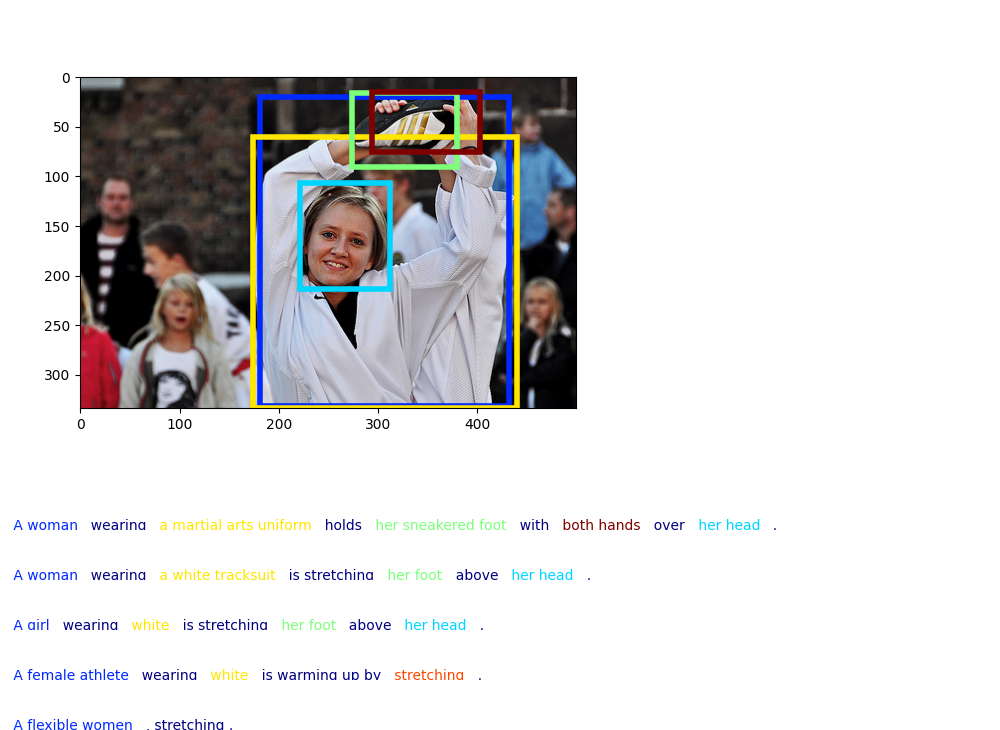 0
50
100
150
200
250
300
0 100 200 300 400
A woman wearing a martial arts uniform holds her sneakered foot with both hands over her head .
A woman wearing a white tracksuit is stretching her foot above her head .
A girl wearing white is stretching her foot above her head .
A female athlete wearing white is warming up by stretching .
A flexible women , stretching .